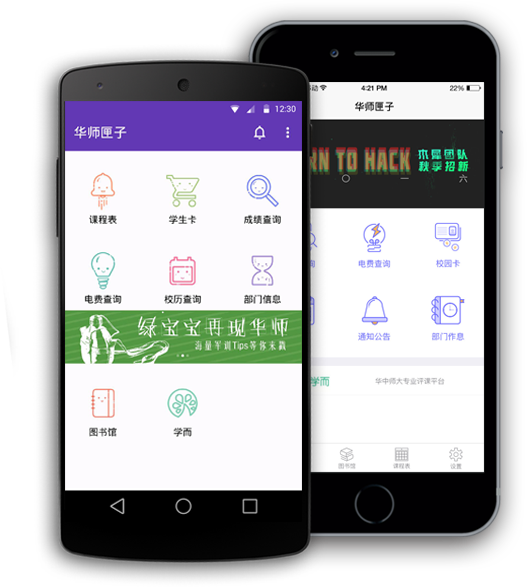 12:30
华师匣子
课程表
学生卡
成绩查询
电费查询
校历查询
部门信息
绿宝宝再现华师
海量军训Tips等你来戳
图书馆
学而
4:21 PM
22%
华师匣子
N TO HACK
木犀团队
秋季招新
一
六
询
电费查询
校园卡
通知公告
部门作息
学而
华中师大专业评课平台
图书馆
课程表
设置